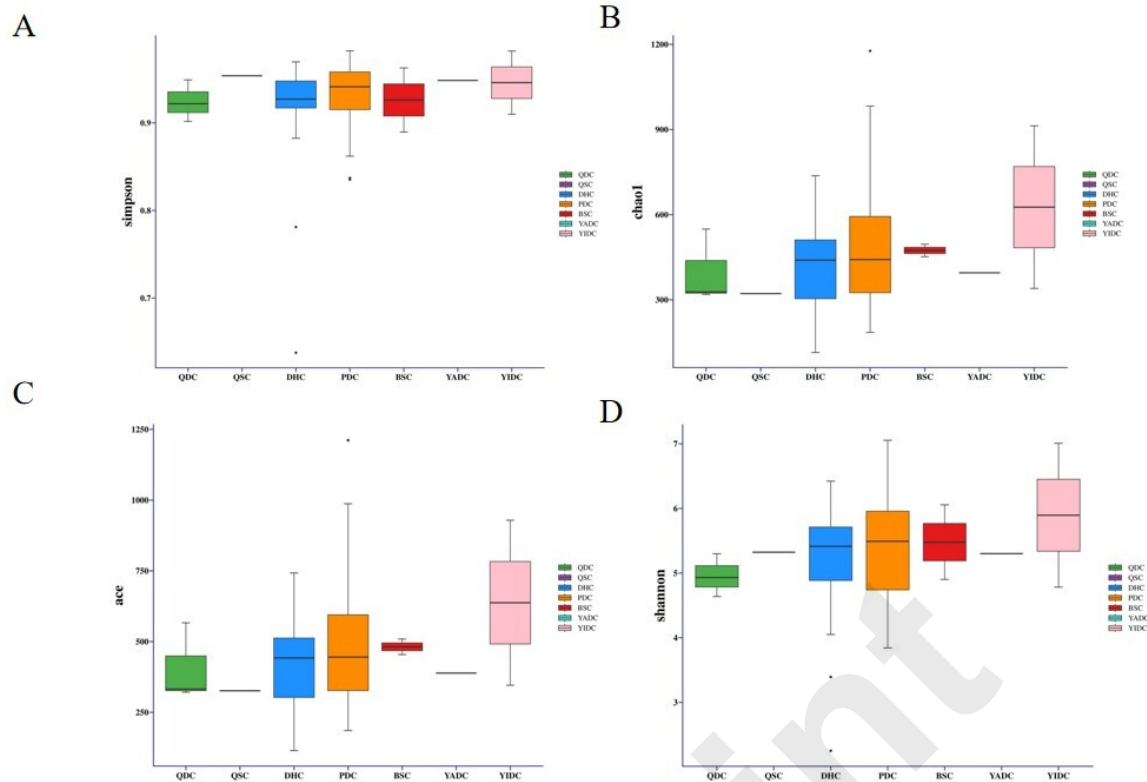 A
simpson
0.9
0.8
0.7
QDC
QSC
DHC
PDC
BSC
YADC
YIDC
QDC
QSC
DHC
PDC
BSC
YADC
YIDC
B
chao1
1200
900
600
300
QDC
QSC
DHC
PDC
BSC
YADC
YIDC
QDC
QSC
DHC
PDC
BSC
YADC
YIDC
C
ace
1250
1000
750
500
250
QDC
QSC
DHC
PDC
BSC
YADC
YIDC
QDC
QSC
DHC
PDC
BSC
YADC
YIDC
D
shannon
7
6
5
4
3
QDC
QSC
DHC
PDC
BSC
YADC
YIDC
QDC
QSC
DHC
PDC
BSC
YADC
YIDC
int